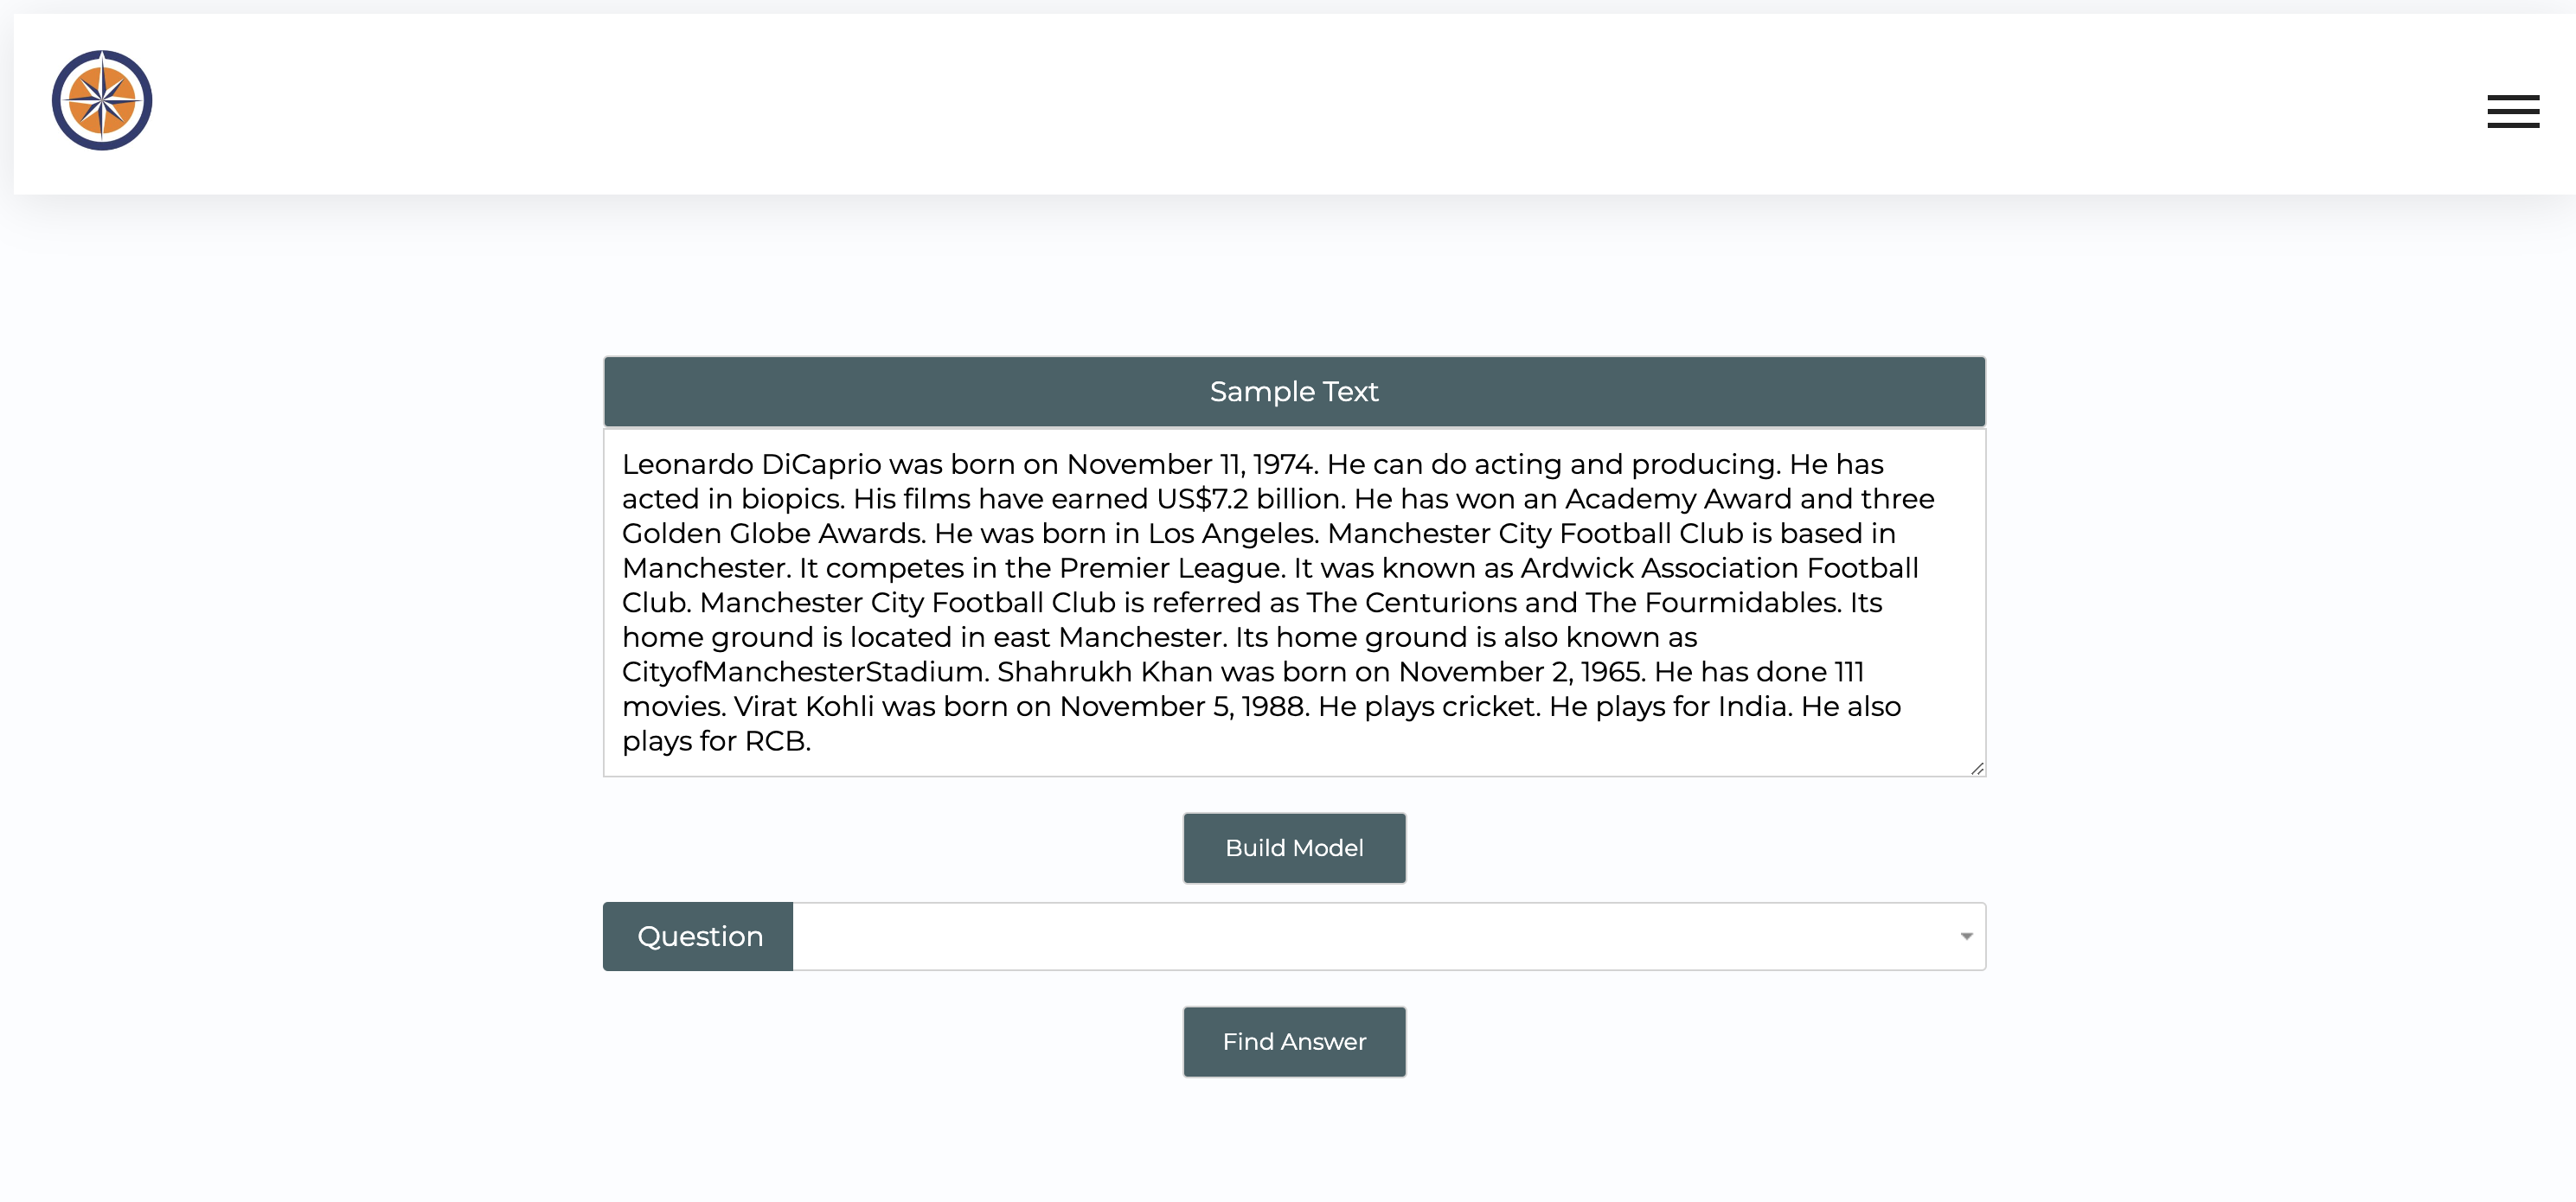 Sample Text
Leonardo DiCaprio was born on November 11, 1974. He can do acting and producing. He has
acted in biopics. His films have earned US$7.2 billion. He has won an Academy Award and three
Golden Globe Awards. He was born in Los Angeles. Manchester City Football Club is based in
Manchester. It competes in the Premier League. It was known as Ardwick Association Football
Club. Manchester City Football Club is referred as The Centurions and The Fourmidables. Its
home ground is located in east Manchester. Its home ground is also known as
CityofManchesterStadium. Shahrukh Khan was born on November 2, 1965. He has done 111
movies. Virat Kohli was born on November 5, 1988. He plays cricket. He plays for India. He also
plays for RCB.
Build Model
Question
Find Answer